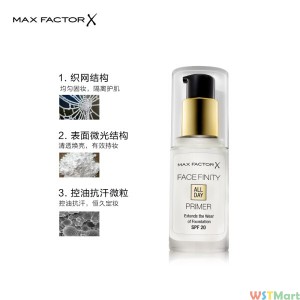 MAX FACTOR X
1. 织网结构
均匀固妆，隔离护肌
2. 表面微光结构
清透焕亮，有效持妆
3. 控油抗汗微粒
控油抗汗，恒久定妆
MAX FACTOR X
FACEFINITY
ALL
DAY
PRIMER
Extends the Wear
of Foundation
SPF 20
WSTMart